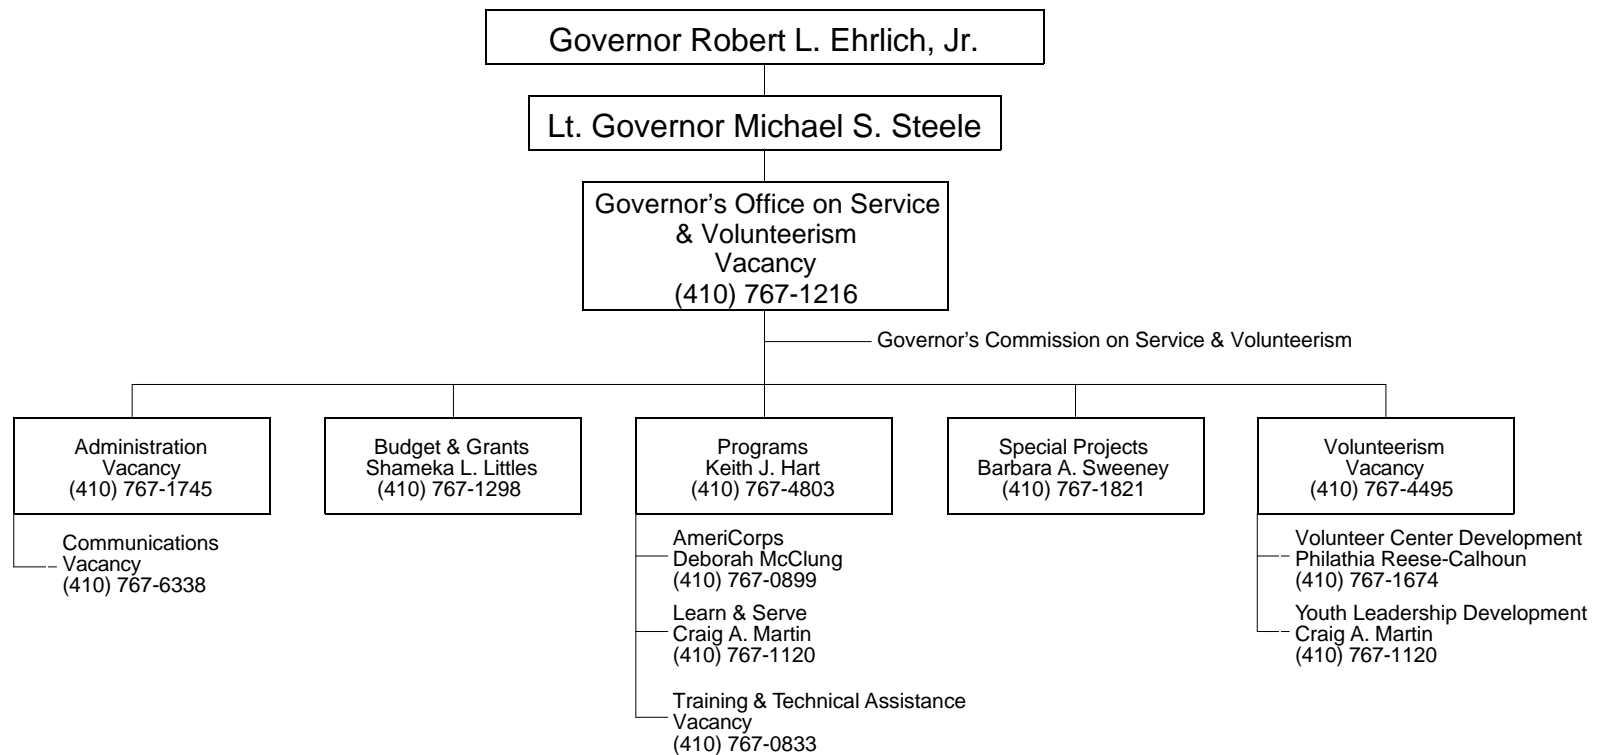 Governor Robert L. Ehrlich, Jr.
Lt. Governor Michael S. Steele
Governor’s Office on Service
& Volunteerism
Vacancy
(410) 767-1216
Governor’s Commission on Service & Volunteerism
Administration
Vacancy
(410) 767-1745
Communications
Vacancy
(410) 767-6338
Budget & Grants
Shameka L. Littles
(410) 767-1298
Programs
Keith J. Hart
(410) 767-4803
AmeriCorps
Deborah McClung
(410) 767-0899
Learn & Serve
Craig A. Martin
(410) 767-1120
Training & Technical Assistance
Vacancy
(410) 767-0833
Special Projects
Barbara A. Sweeney
(410) 767-1821
Volunteerism
Vacancy
(410) 767-4495
Volunteer Center Development
Philathia Reese-Calhoun
(410) 767-1674
Youth Leadership Development
Craig A. Martin
(410) 767-1120